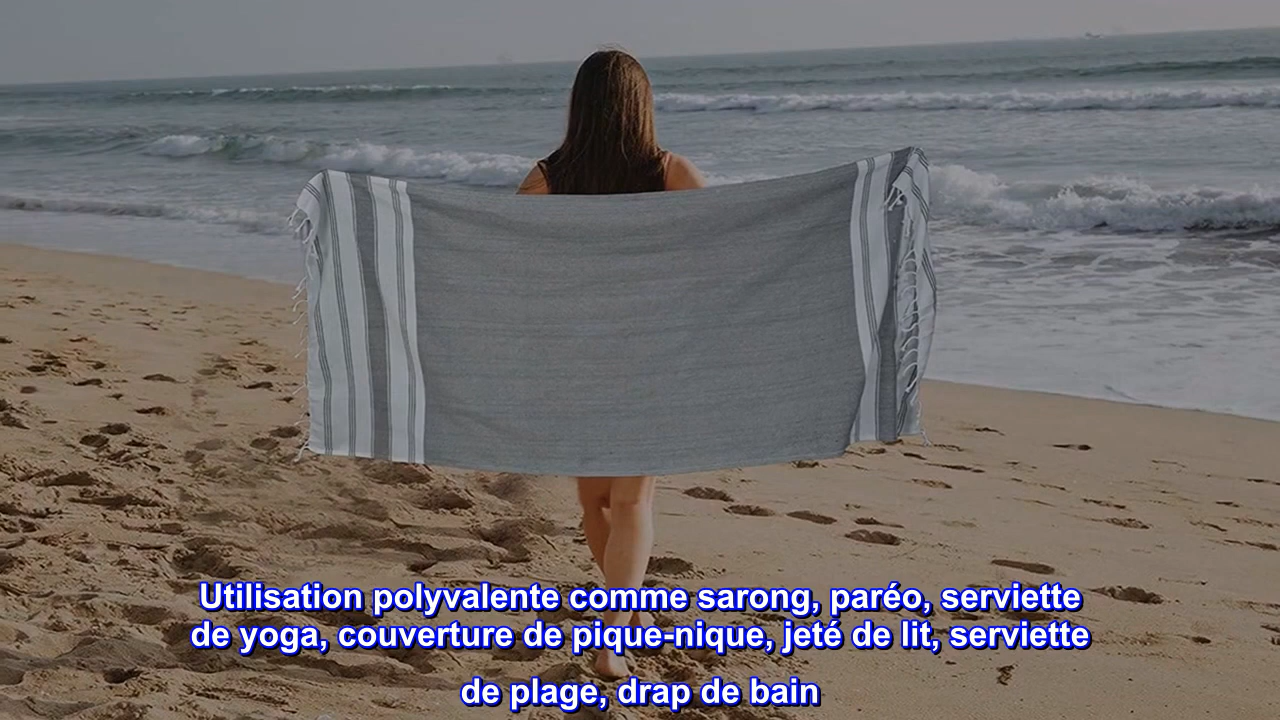 Utilisation polyvalente comme sarong, paréo, serviette
de yoga, couverture de pique-nique, jeté de lit, serviette
de plage, drap de bain